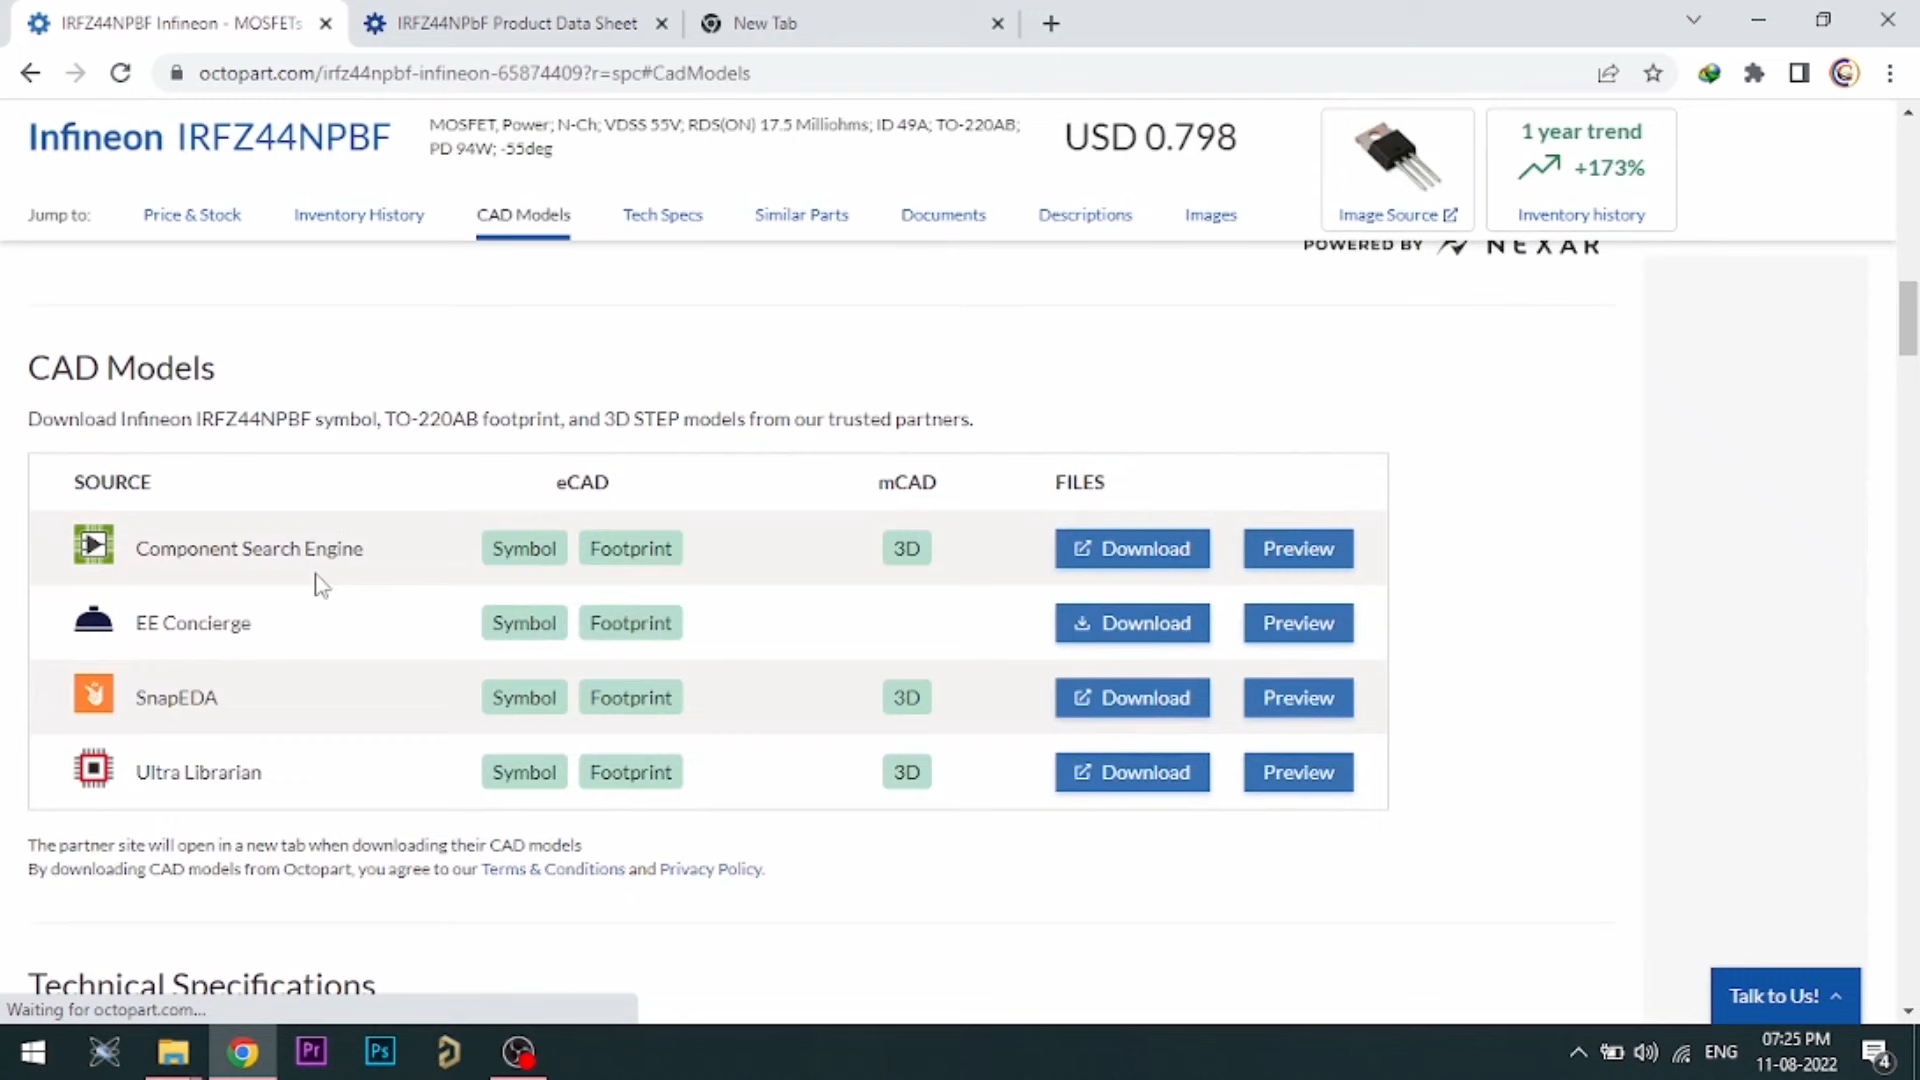 IRFZ44NPBF Infineon - MOSFETs
IRFZ44NPbF Product Data Sheet
New Tab
octopart.com/irfz44npbf-infineon-65874409?r=spc#CadModels
Infineon IRFZ44NPBF
MOSFET, Power; N-Ch; VDSS 55V; RDS(ON) 17.5 Milliohms; ID 49A; TO-220AB;
PD 94W; -55deg
USD 0.798
Image Source
1 year trend
+173%
Inventory history
Jump to: Price & Stock Inventory History CAD Models Tech Specs Similar Parts Documents Descriptions Images
POWERED BY NEXAR
CAD Models
Download Infineon IRFZ44NPBF symbol, TO-220AB footprint, and 3D STEP models from our trusted partners.
SOURCE eCAD mCAD FILES
Component Search Engine Symbol Footprint 3D Download Preview
EE Concierge Symbol Footprint Download Preview
SnapEDA Symbol Footprint 3D Download Preview
Ultra Librarian Symbol Footprint 3D Download Preview
The partner site will open in a new tab when downloading their CAD models
By downloading CAD models from Octopart, you agree to our Terms & Conditions and Privacy Policy.
Technical Specifications
Waiting for octopart.com...
Talk to Us!
Pr
Ps
ENG
07:25 PM
11-08-2022
4